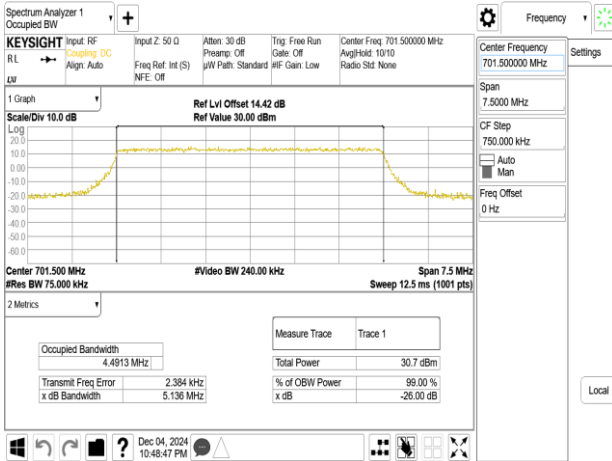 Spectrum Analyzer 1
Occupied BW
+
Frequency
KEYSIGHT
RL
Input: RF
Coupling: DC
Align: Auto
Input Z: 50 Ω
Freq Ref: Int (S)
NFE: Off
Atten: 30 dB
Preamp: Off
µW Path: Standard
Trig: Free Run
Gate: Off
#IF Gain: Low
Center Freq: 701.500000 MHz
Avg|Hold: 10/10
Radio Std: None
Center Frequency
701.500000 MHz
Settings
Span
7.5000 MHz
CF Step
750.000 kHz
Auto
Man
Freq Offset
0 Hz
Local
1 Graph
Scale/Div 10.0 dB
Ref Lvl Offset 14.42 dB
Ref Value 30.00 dBm
Log
20.0
10.0
0.00
-10.0
-20.0
-30.0
-40.0
-50.0
-60.0
Center 701.500 MHz
#Video BW 240.00 kHz
Span 7.5 MHz
#Res BW 75.000 kHz
Sweep 12.5 ms (1001 pts)
2 Metrics
Measure Trace Trace 1
Occupied Bandwidth
4.4913 MHz
Total Power 30.7 dBm
Transmit Freq Error 2.384 kHz
% of OBW Power 99.00 %
x dB Bandwidth 5.136 MHz
x dB -26.00 dB
?
Dec 04, 2024
10:48:47 PM